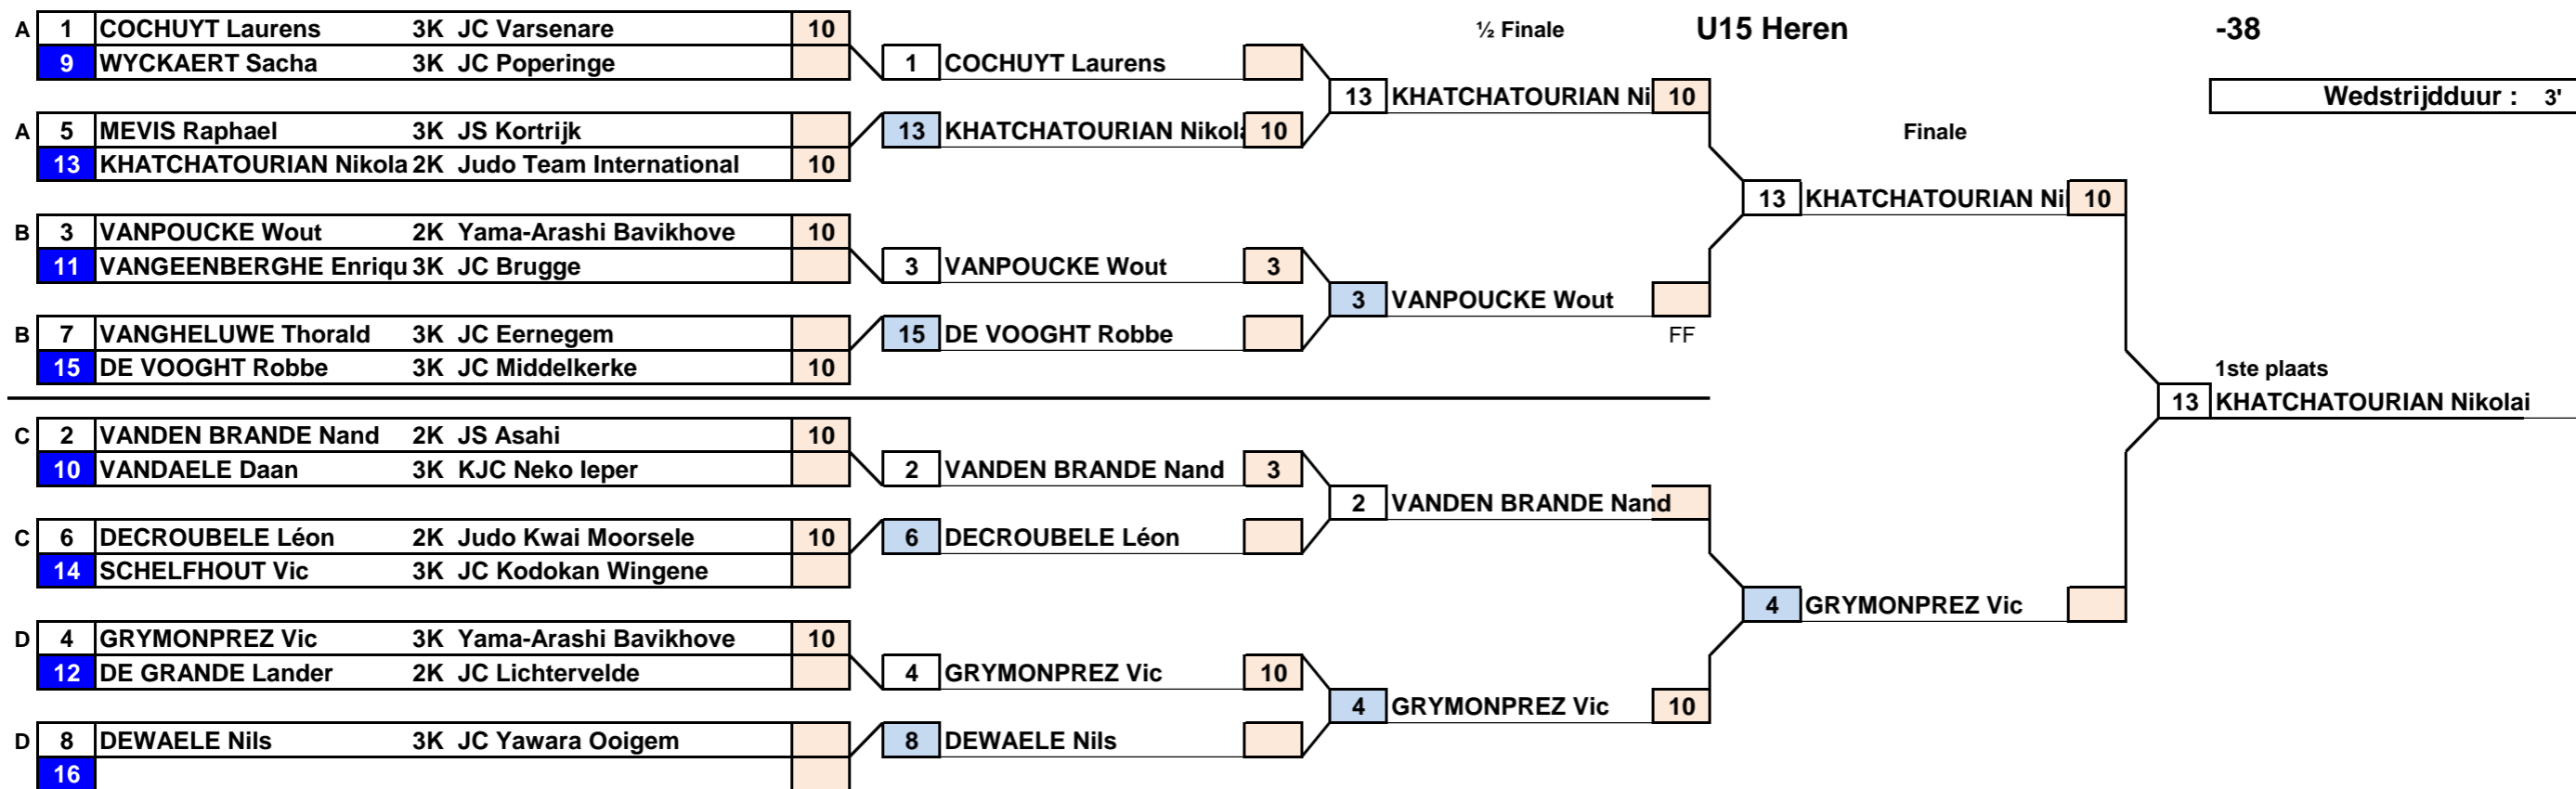 ½ Finale U15 Heren -38
A 1 COCHUYT Laurens 3K JC Varsenare 10
9 WYCKAERT Sacha 3K JC Poperinge
1 COCHUYT Laurens
13 KHATCHATOURIAN Ni 10
Wedstrijdduur : 3'
A 5 MEVIS Raphael 3K JS Kortrijk
13 KHATCHATOURIAN Nikola 10
Finale
13 KHATCHATOURIAN Nikola 2K Judo Team International 10
13 KHATCHATOURIAN Ni 10
B 3 VANPOUCKE Wout 2K Yama-Arashi Bavikhove 10
11 VANGEENBERGHE Enriqu 3K JC Brugge
3 VANPOUCKE Wout 3
3 VANPOUCKE Wout
B 7 VANGHELUWE Thorald 3K JC Eernegem
15 DE VOOGHT Robbe
FF
15 DE VOOGHT Robbe 3K JC Middelkerke 10
1ste plaats
13 KHATCHATOURIAN Nikolai
C 2 VANDEN BRANDE Nand 2K JS Asahi 10
10 VANDAELE Daan 3K KJC Neko Ieper
2 VANDEN BRANDE Nand 3
2 VANDEN BRANDE Nand
C 6 DECROUBELE Léon 2K Judo Kwai Moorsele 10
6 DECROUBELE Léon
14 SCHELFHOUT Vic 3K JC Kodokan Wingene
4 GRYMONPREZ Vic
D 4 GRYMONPREZ Vic 3K Yama-Arashi Bavikhove 10
12 DE GRANDE Lander 2K JC Lichtervelde
4 GRYMONPREZ Vic 10
4 GRYMONPREZ Vic 10
D 8 DEWAELE Nils 3K JC Yawara Ooigem
8 DEWAELE Nils
16